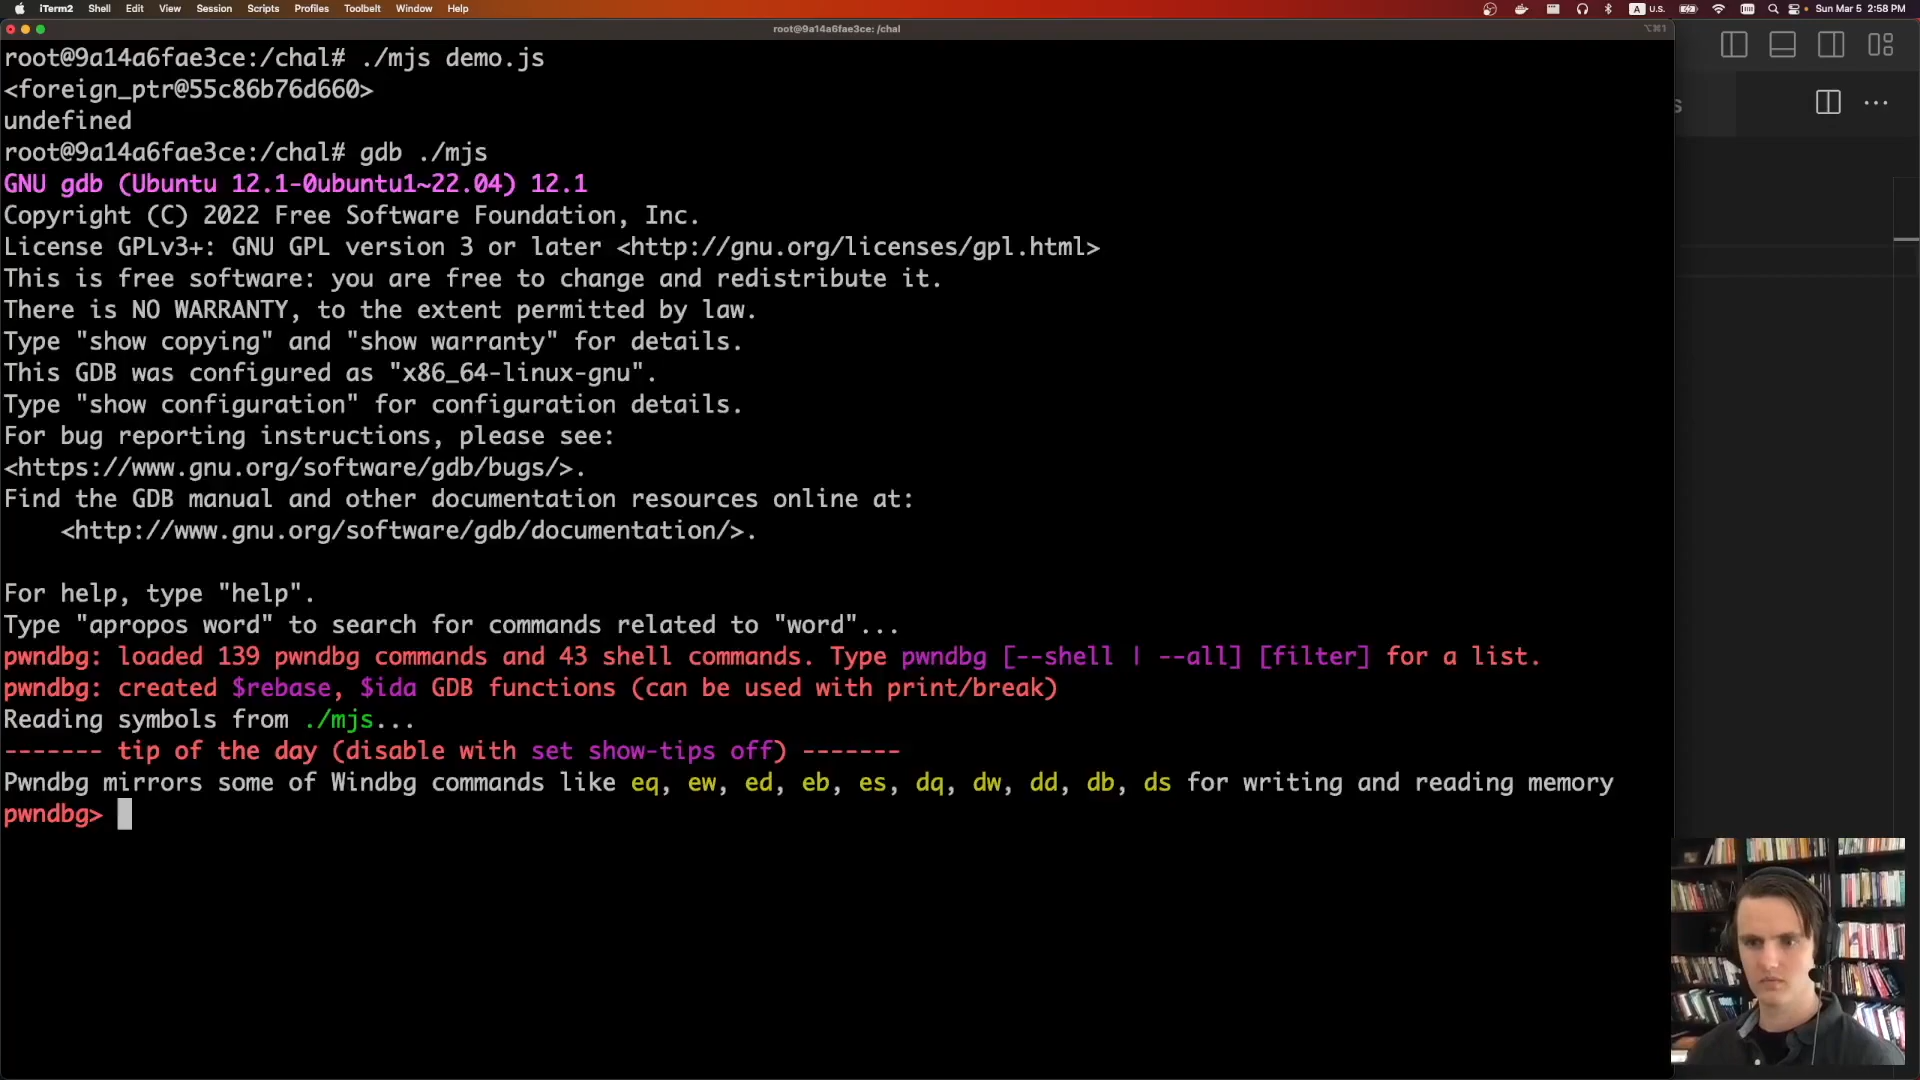 iTerm2 Shell Edit View Session Scripts Profiles Toolbelt Window Help
A U.S. Sun Mar 5 2:58 PM
root@9a14a6fae3ce: /chal
⌥⌘1
root@9a14a6fae3ce:/chal# ./mjs demo.js
<foreign_ptr@55c86b76d660>
undefined
root@9a14a6fae3ce:/chal# gdb ./mjs
GNU gdb (Ubuntu 12.1-0ubuntu1~22.04) 12.1
Copyright (C) 2022 Free Software Foundation, Inc.
License GPLv3+: GNU GPL version 3 or later <http://gnu.org/licenses/gpl.html>
This is free software: you are free to change and redistribute it.
There is NO WARRANTY, to the extent permitted by law.
Type "show copying" and "show warranty" for details.
This GDB was configured as "x86_64-linux-gnu".
Type "show configuration" for configuration details.
For bug reporting instructions, please see:
<https://www.gnu.org/software/gdb/bugs/>.
Find the GDB manual and other documentation resources online at:
    <http://www.gnu.org/software/gdb/documentation/>.
For help, type "help".
Type "apropos word" to search for commands related to "word"...
pwndbg: loaded 139 pwndbg commands and 43 shell commands. Type pwndbg [--shell | --all] [filter] for a list.
pwndbg: created $rebase, $ida GDB functions (can be used with print/break)
Reading symbols from ./mjs...
------- tip of the day (disable with set show-tips off) -------
Pwndbg mirrors some of Windbg commands like eq, ew, ed, eb, es, dq, dw, dd, db, ds for writing and reading memory
pwndbg>